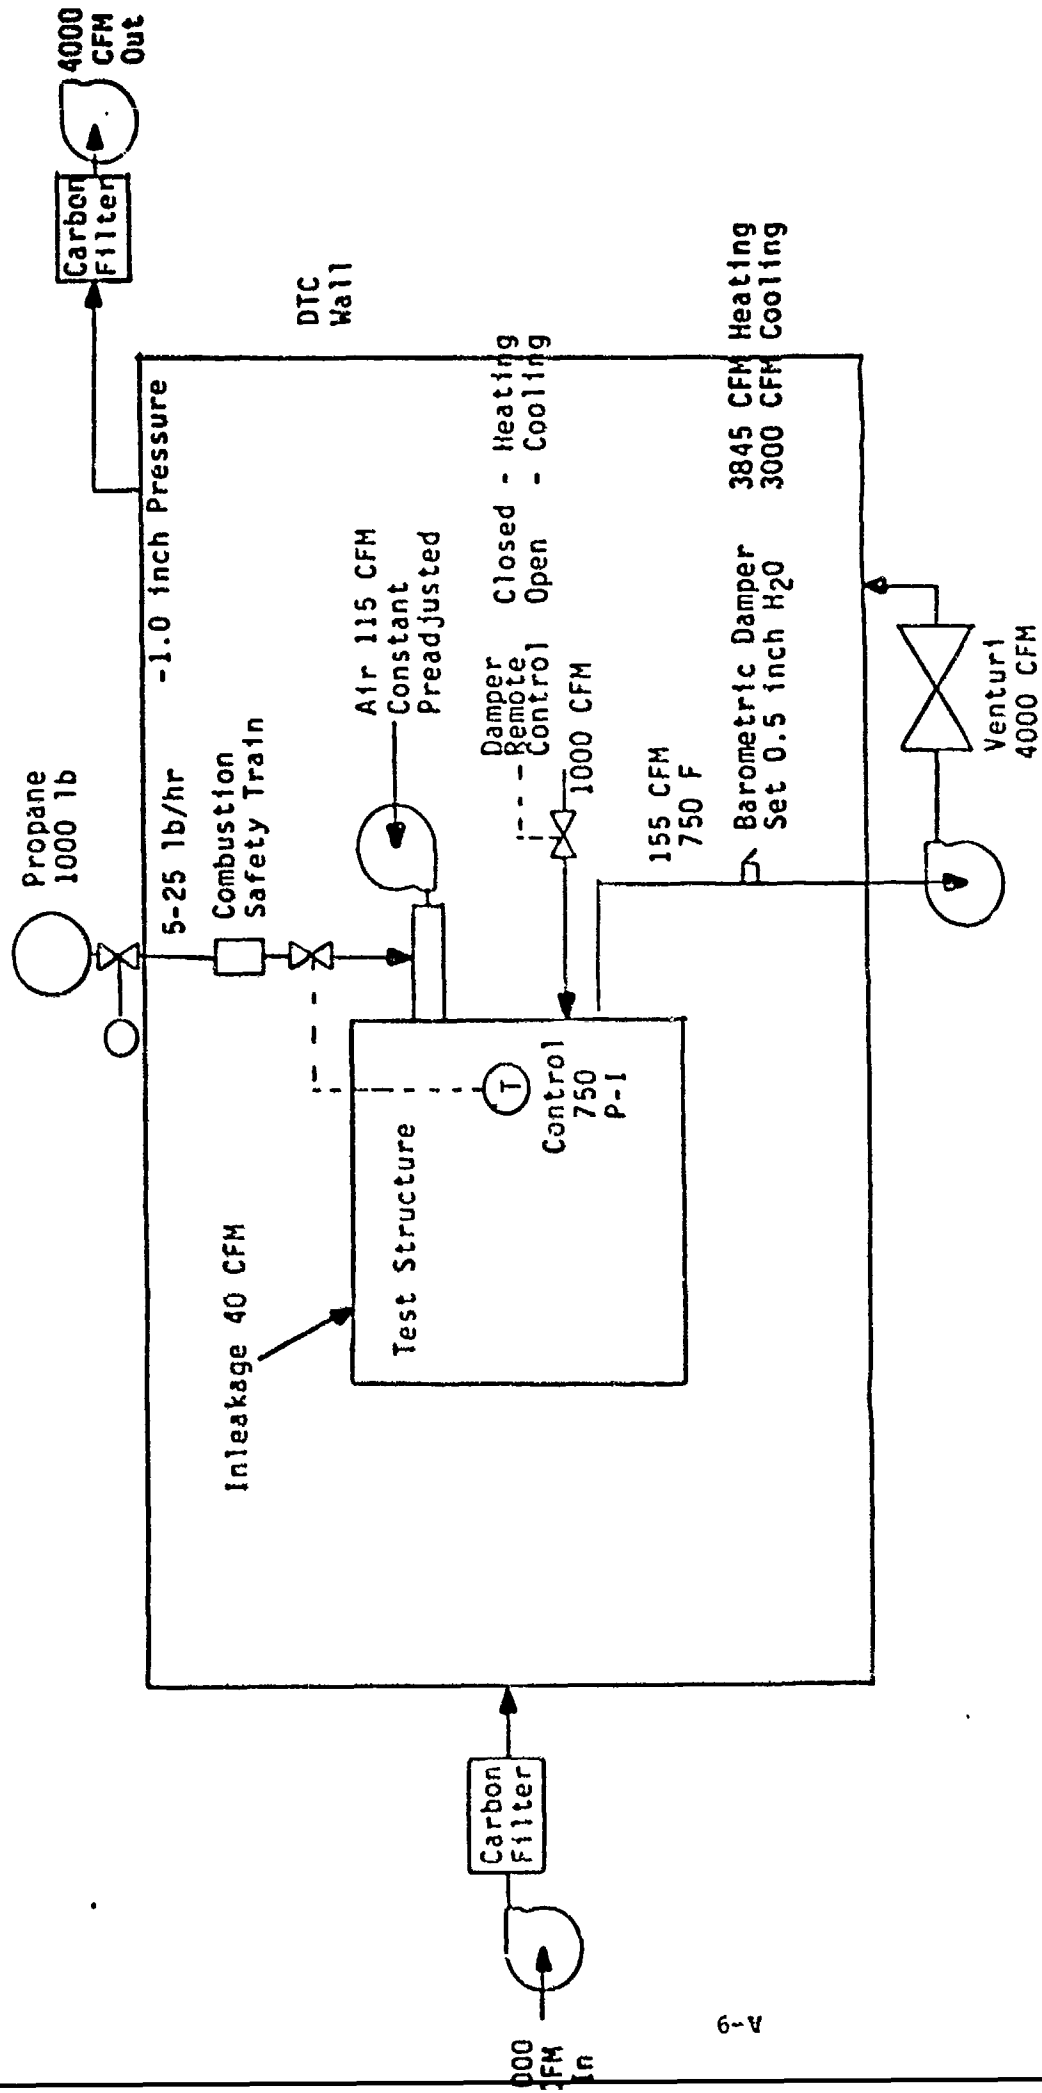 Propane
1000 lb
4000
CFM
Out
Carbon
Filter
5-25 lb/hr
-1.0 inch Pressure
DTC
Wall
Combustion
Safety Train
Air 115 CFM
Constant
Preadjusted
Inleakage 40 CFM
Test Structure
Damper
Remote
Control
Closed - Heating
Open - Cooling
T
Control
750
P-I
1000 CFM
155 CFM
750 F
Barometric Damper
Set 0.5 inch H2O
3845 CFM Heating
3000 CFM Cooling
Venturi
4000 CFM
Carbon
Filter
000
CFM
In
A-9